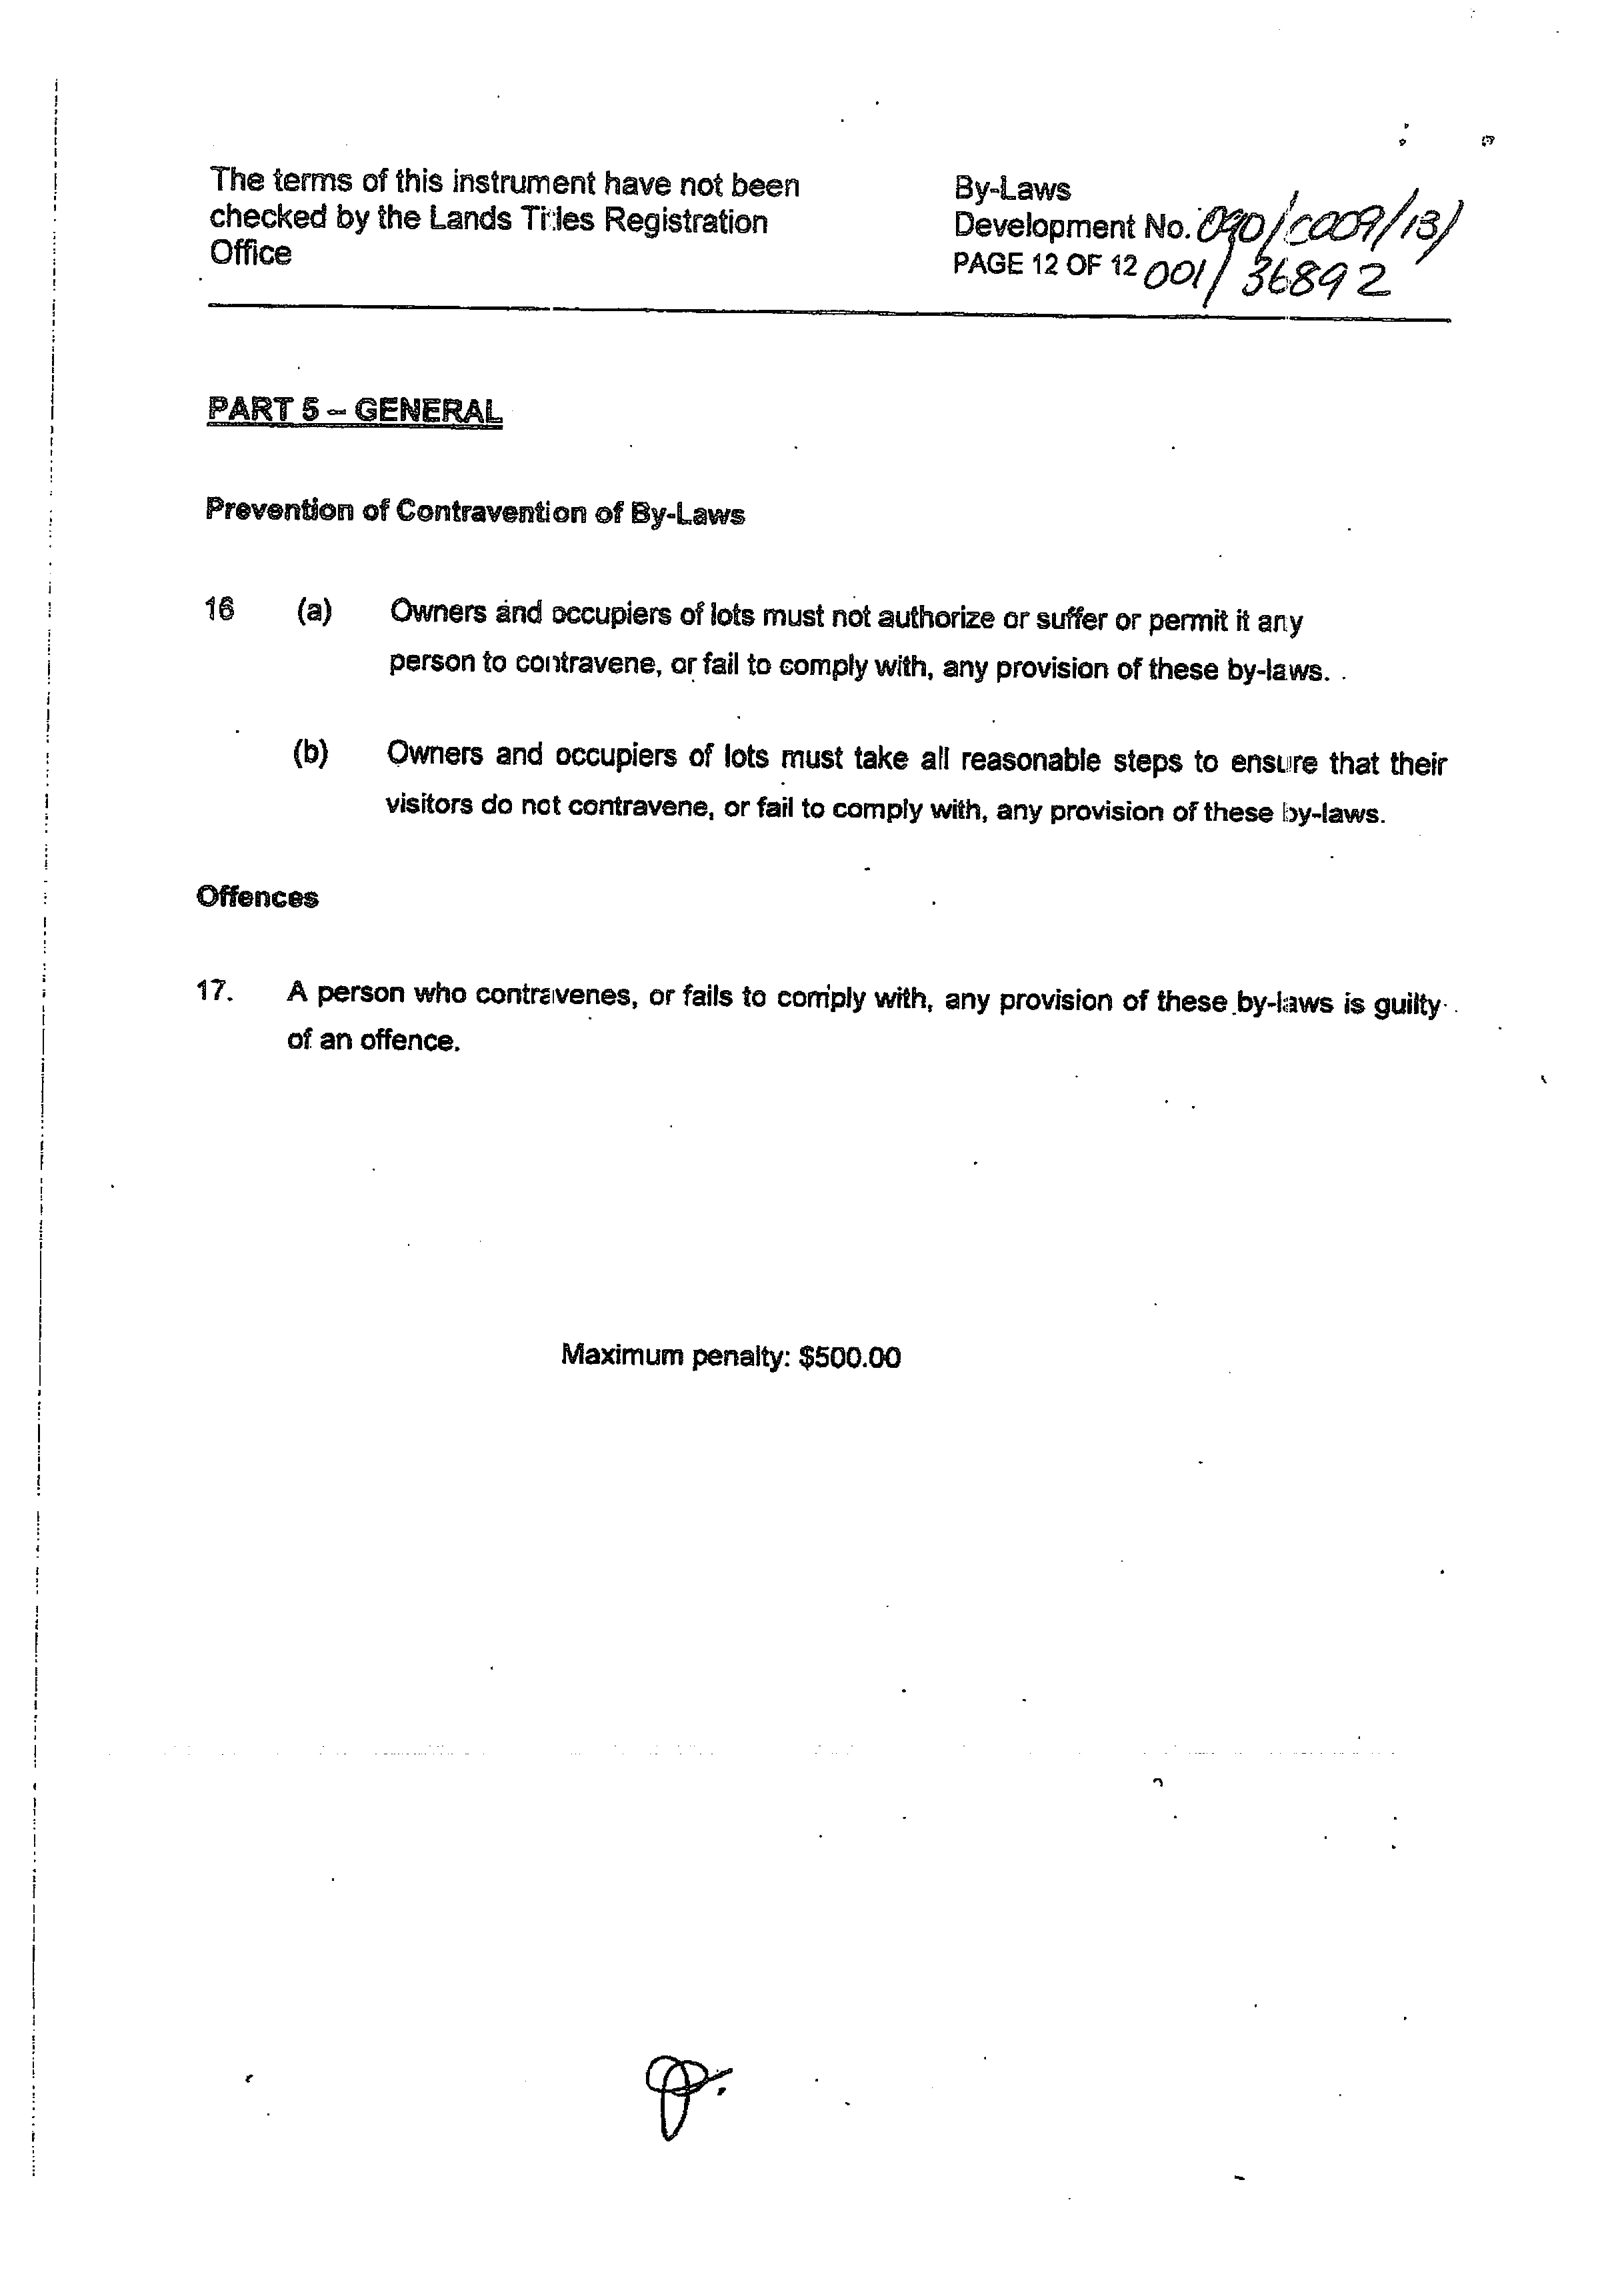 The terms of this instrument have not been
checked by the Lands Titles Registration
Office
By-Laws
Development No. 090/C009/13/
PAGE 12 OF 12 001/36892
PART 5 – GENERAL
Prevention of Contravention of By-Laws
16 (a) Owners and occupiers of lots must not authorize or suffer or permit it any
person to contravene, or fail to comply with, any provision of these by-laws.
(b) Owners and occupiers of lots must take all reasonable steps to ensure that their
visitors do not contravene, or fail to comply with, any provision of these by-laws.
Offences
17. A person who contravenes, or fails to comply with, any provision of these by-laws is guilty
of an offence.
Maximum penalty: $500.00